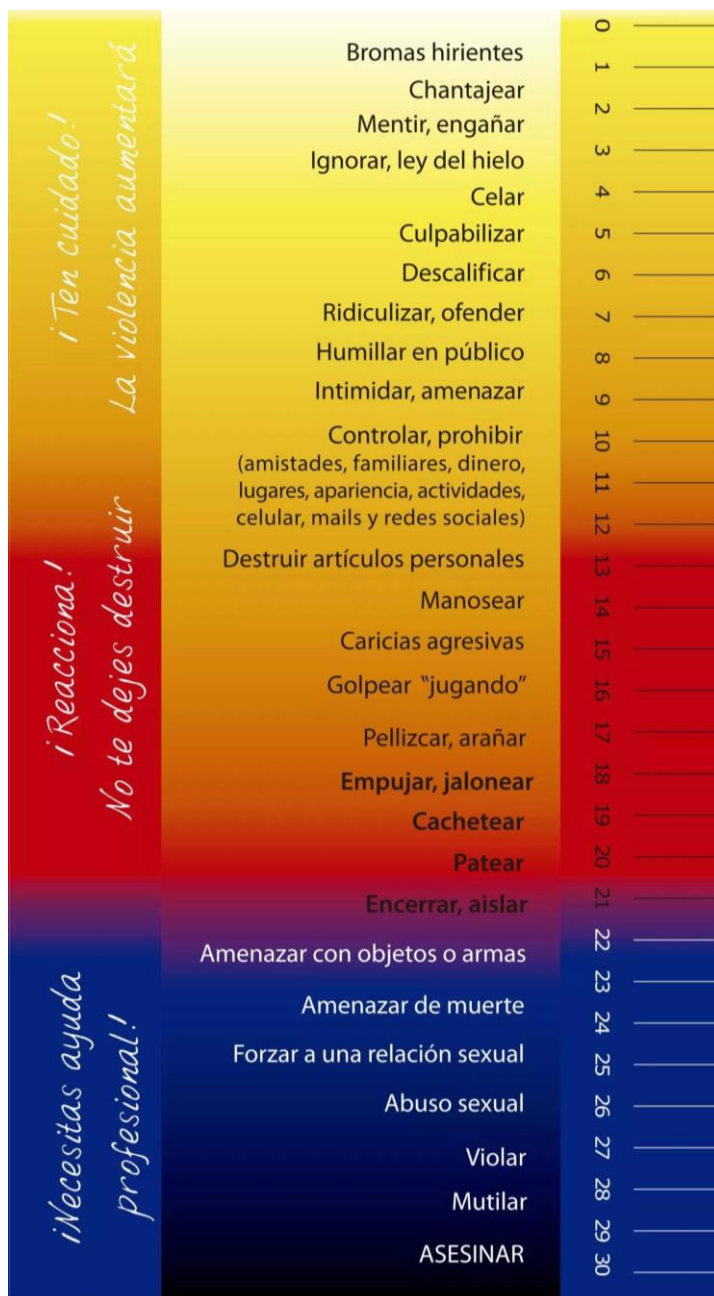 ¡Ten cuidado!
La violencia aumentará
¡Reacciona!
No te dejes destruir
¡Necesitas ayuda
profesional!
Bromas hirientes
Chantajear
Mentir, engañar
Ignorar, ley del hielo
Celar
Culpabilizar
Descalificar
Ridiculizar, ofender
Humillar en público
Intimidar, amenazar
Controlar, prohibir
(amistades, familiares, dinero,
lugares, apariencia, actividades,
celular, mails y redes sociales)
Destruir artículos personales
Manosear
Caricias agresivas
Golpear "jugando"
Pellizcar, arañar
Empujar, jalonear
Cachetear
Patear
Encerrar, aislar
Amenazar con objetos o armas
Amenazar de muerte
Forzar a una relación sexual
Abuso sexual
Violar
Mutilar
ASESINAR
0
1
2
3
4
5
6
7
8
9
10
11
12
13
14
15
16
17
18
19
20
21
22
23
24
25
26
27
28
29
30